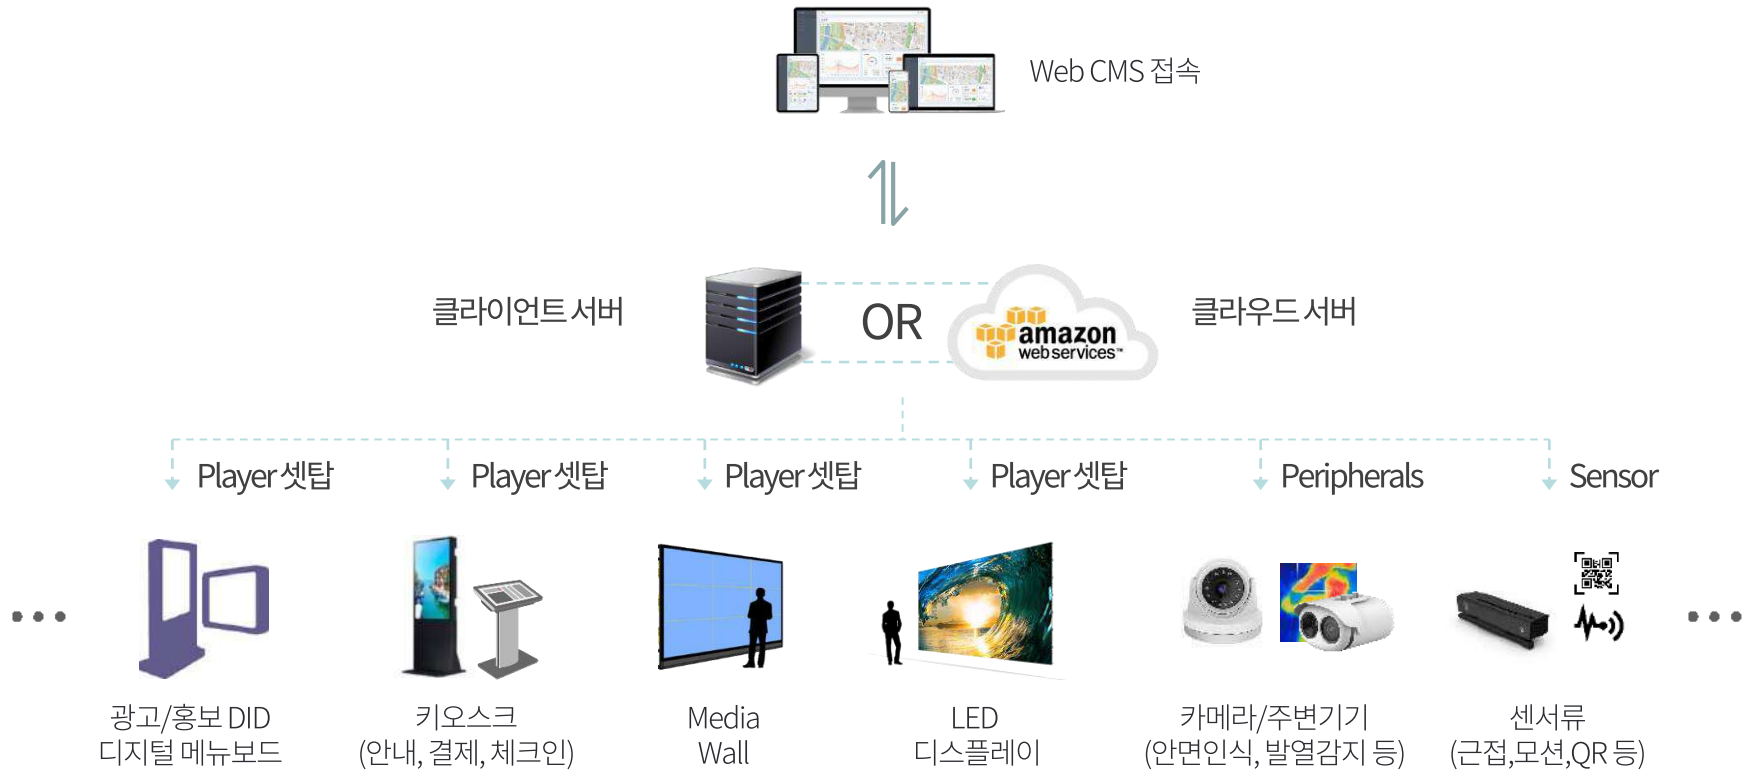 Web CMS 접속
클라이언트 서버
OR
amazon
web services™
클라우드 서버
Player 셋탑
Player 셋탑
Player 셋탑
Player 셋탑
Peripherals
Sensor
광고/홍보 DID
디지털 메뉴보드
키오스크
(안내, 결제, 체크인)
Media
Wall
LED
디스플레이
카메라/주변기기
(안면인식, 발열감지 등)
센서류
(근접,모션,QR 등)